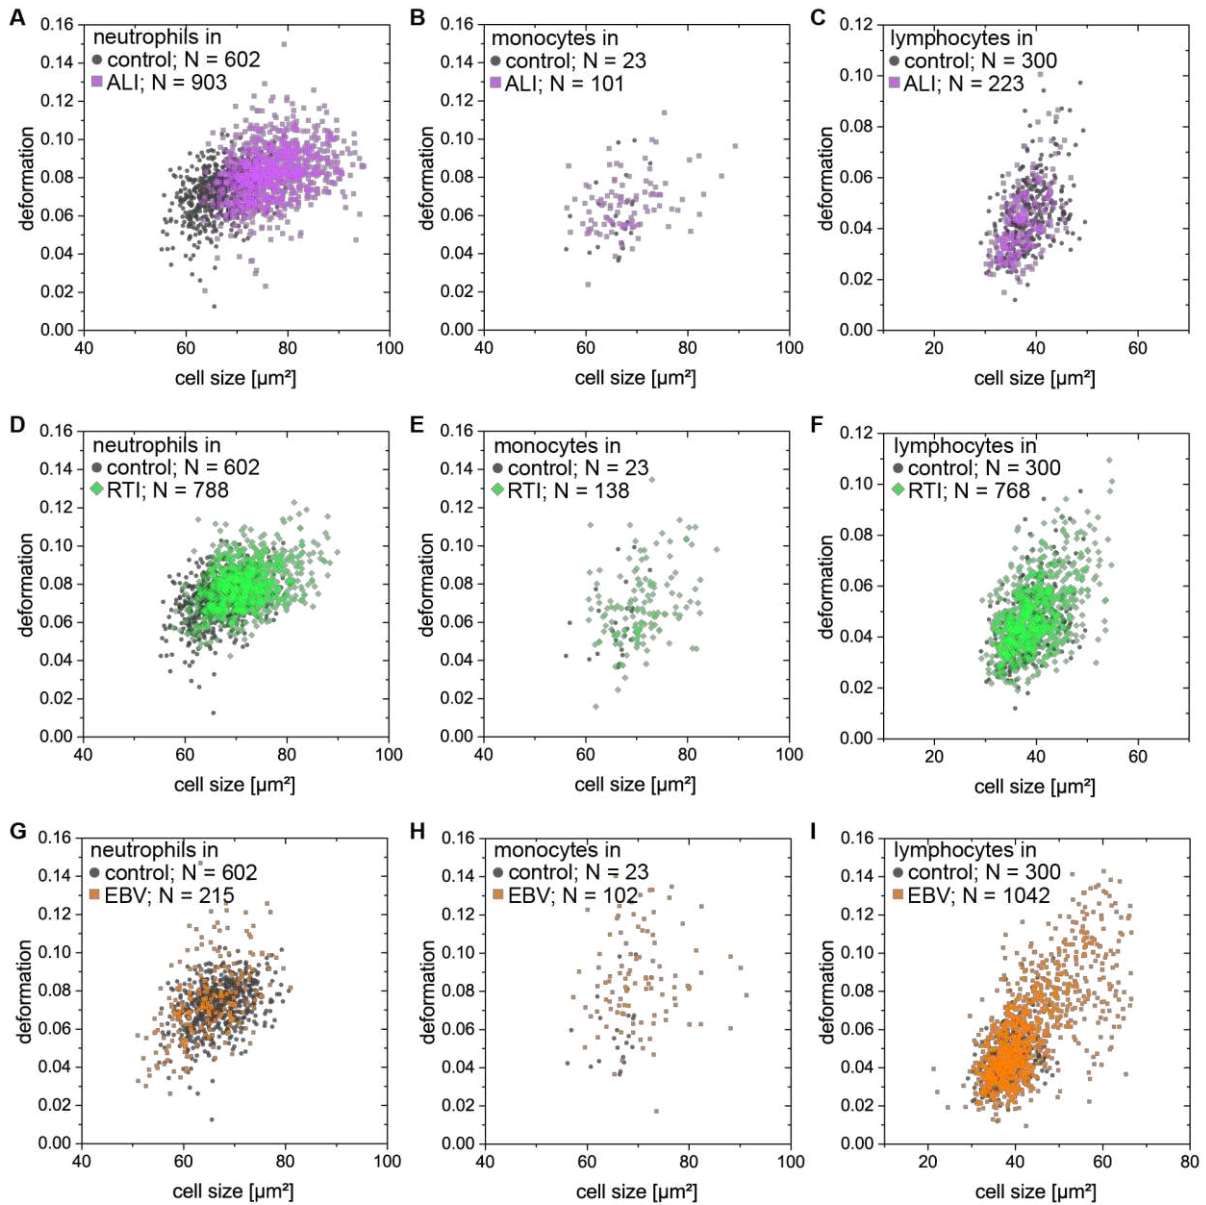 A
neutrophils in
control; N = 602
ALI; N = 903
0.16
0.14
0.12
0.10
0.08
0.06
0.04
0.02
0.00
deformation
40 60 80 100
cell size [µm²]
B
monocytes in
control; N = 23
ALI; N = 101
0.16
0.14
0.12
0.10
0.08
0.06
0.04
0.02
0.00
deformation
40 60 80 100
cell size [µm²]
C
lymphocytes in
control; N = 300
ALI; N = 223
0.12
0.10
0.08
0.06
0.04
0.02
0.00
deformation
20 40 60
cell size [µm²]
D
neutrophils in
control; N = 602
RTI; N = 788
0.16
0.14
0.12
0.10
0.08
0.06
0.04
0.02
0.00
deformation
40 60 80 100
cell size [µm²]
E
monocytes in
control; N = 23
RTI; N = 138
0.16
0.14
0.12
0.10
0.08
0.06
0.04
0.02
0.00
deformation
40 60 80 100
cell size [µm²]
F
lymphocytes in
control; N = 300
RTI; N = 768
0.12
0.10
0.08
0.06
0.04
0.02
0.00
deformation
20 40 60
cell size [µm²]
G
neutrophils in
control; N = 602
EBV; N = 215
0.16
0.14
0.12
0.10
0.08
0.06
0.04
0.02
0.00
deformation
40 60 80 100
cell size [µm²]
H
monocytes in
control; N = 23
EBV; N = 102
0.16
0.14
0.12
0.10
0.08
0.06
0.04
0.02
0.00
deformation
40 60 80 100
cell size [µm²]
I
lymphocytes in
control; N = 300
EBV; N = 1042
0.16
0.14
0.12
0.10
0.08
0.06
0.04
0.02
0.00
deformation
20 40 60 80
cell size [µm²]